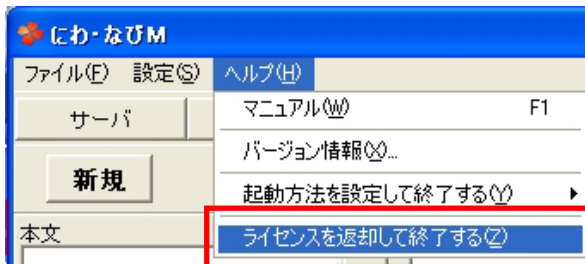 にわ・なびM
ファイル(F) 設定(S) ヘルプ(H)
マニュアル(W) F1
サーバ
バージョン情報(X)...
新規
起動方法を設定して終了する(Y)
本文
ライセンスを返却して終了する(Z)